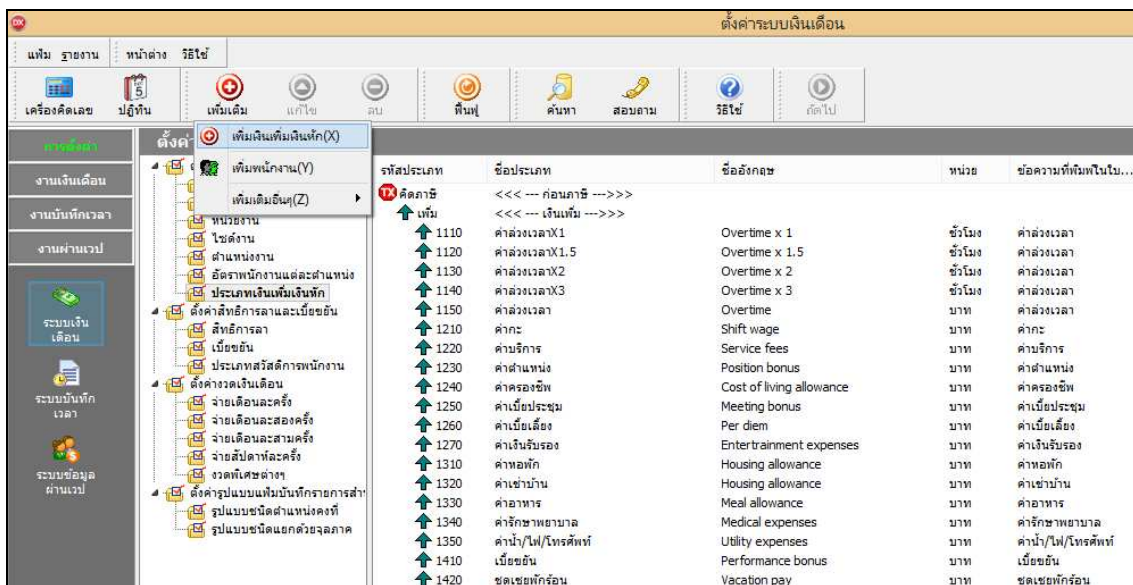 ตั้งค่าระบบเงินเดือน
แฟ้ม รายงาน หน้าต่าง วิธีใช้
เครื่องคิดเลข ปฏิทิน เพิ่มเติม แก้ไข ลบ ฟื้นฟู ค้นหา สอบถาม วิธีใช้ ถัดไป
การตั้งค่า
งานเงินเดือน
งานบันทึกเวลา
งานผ่านเวป
ระบบเงิน
เดือน
ระบบบันทึก
เวลา
ระบบข้อมูล
ผ่านเวป
ตั้งค่า
เพิ่มเงินเพิ่มเงินหัก(X)
เพิ่มพนักงาน(Y)
เพิ่มเติมอื่นๆ(Z)
หน่วยงาน
ไซด์งาน
ตำแหน่งงาน
อัตราพนักงานแต่ละตำแหน่ง
ประเภทเงินเพิ่มเงินหัก
ตั้งค่าสิทธิการลาและเบี้ยขยัน
สิทธิการลา
เบี้ยขยัน
ประเภทสวัสดิการพนักงาน
ตั้งค่างวดเงินเดือน
จ่ายเดือนละครั้ง
จ่ายเดือนละสองครั้ง
จ่ายเดือนละสามครั้ง
จ่ายสัปดาห์ละครั้ง
งวดพิเศษต่างๆ
ตั้งค่ารูปแบบแฟ้มบันทึกรายการสำ
รูปแบบชนิดตำแหน่งคงที่
รูปแบบชนิดแยกด้วยจุลภาค
รหัสประเภท ชื่อประเภท ชื่ออังกฤษ หน่วย ข้อความที่พิมพ์ในใบ...
คิดภาษี <<< --- ก่อนภาษี --->>>
เพิ่ม <<< --- เงินเพิ่ม --->>>
1110 ค่าล่วงเวลาX1 Overtime x 1 ชั่วโมง ค่าล่วงเวลา
1120 ค่าล่วงเวลาX1.5 Overtime x 1.5 ชั่วโมง ค่าล่วงเวลา
1130 ค่าล่วงเวลาX2 Overtime x 2 ชั่วโมง ค่าล่วงเวลา
1140 ค่าล่วงเวลาX3 Overtime x 3 ชั่วโมง ค่าล่วงเวลา
1150 ค่าล่วงเวลา Overtime บาท ค่าล่วงเวลา
1210 ค่ากะ Shift wage บาท ค่ากะ
1220 ค่าบริการ Service fees บาท ค่าบริการ
1230 ค่าตำแหน่ง Position bonus บาท ค่าตำแหน่ง
1240 ค่าครองชีพ Cost of living allowance บาท ค่าครองชีพ
1250 ค่าเบี้ยประชุม Meeting bonus บาท ค่าเบี้ยประชุม
1260 ค่าเบี้ยเลี้ยง Per diem บาท ค่าเบี้ยเลี้ยง
1270 ค่าเงินรับรอง Entertrainment expenses บาท ค่าเงินรับรอง
1310 ค่าหอพัก Housing allowance บาท ค่าหอพัก
1320 ค่าเช่าบ้าน Housing allowance บาท ค่าเช่าบ้าน
1330 ค่าอาหาร Meal allowance บาท ค่าอาหาร
1340 ค่ารักษาพยาบาล Medical expenses บาท ค่ารักษาพยาบาล
1350 ค่าน้ำ/ไฟ/โทรศัพท์ Utility expenses บาท ค่าน้ำ/ไฟ/โทรศัพท์
1410 เบี้ยขยัน Performance bonus บาท เบี้ยขยัน
1420 ชดเชยพักร้อน Vacation pay บาท ชดเชยพักร้อน